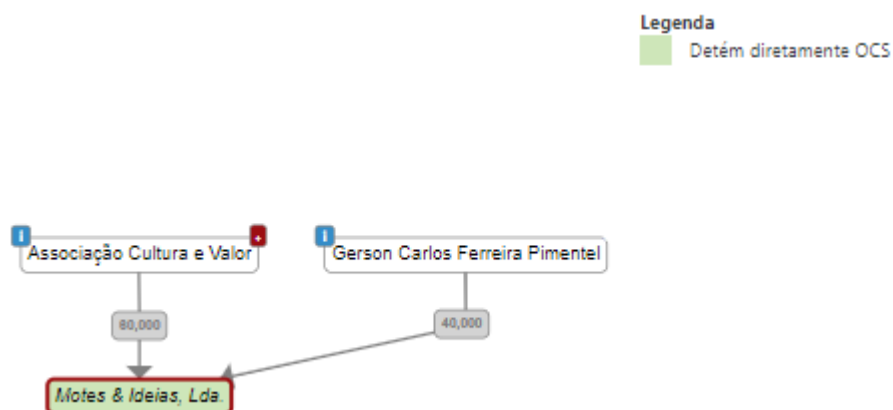 Legenda
Detém diretamente OCS
Associação Cultura e Valor
Gerson Carlos Ferreira Pimentel
60,000
40,000
Motes & Ideias, Lda.